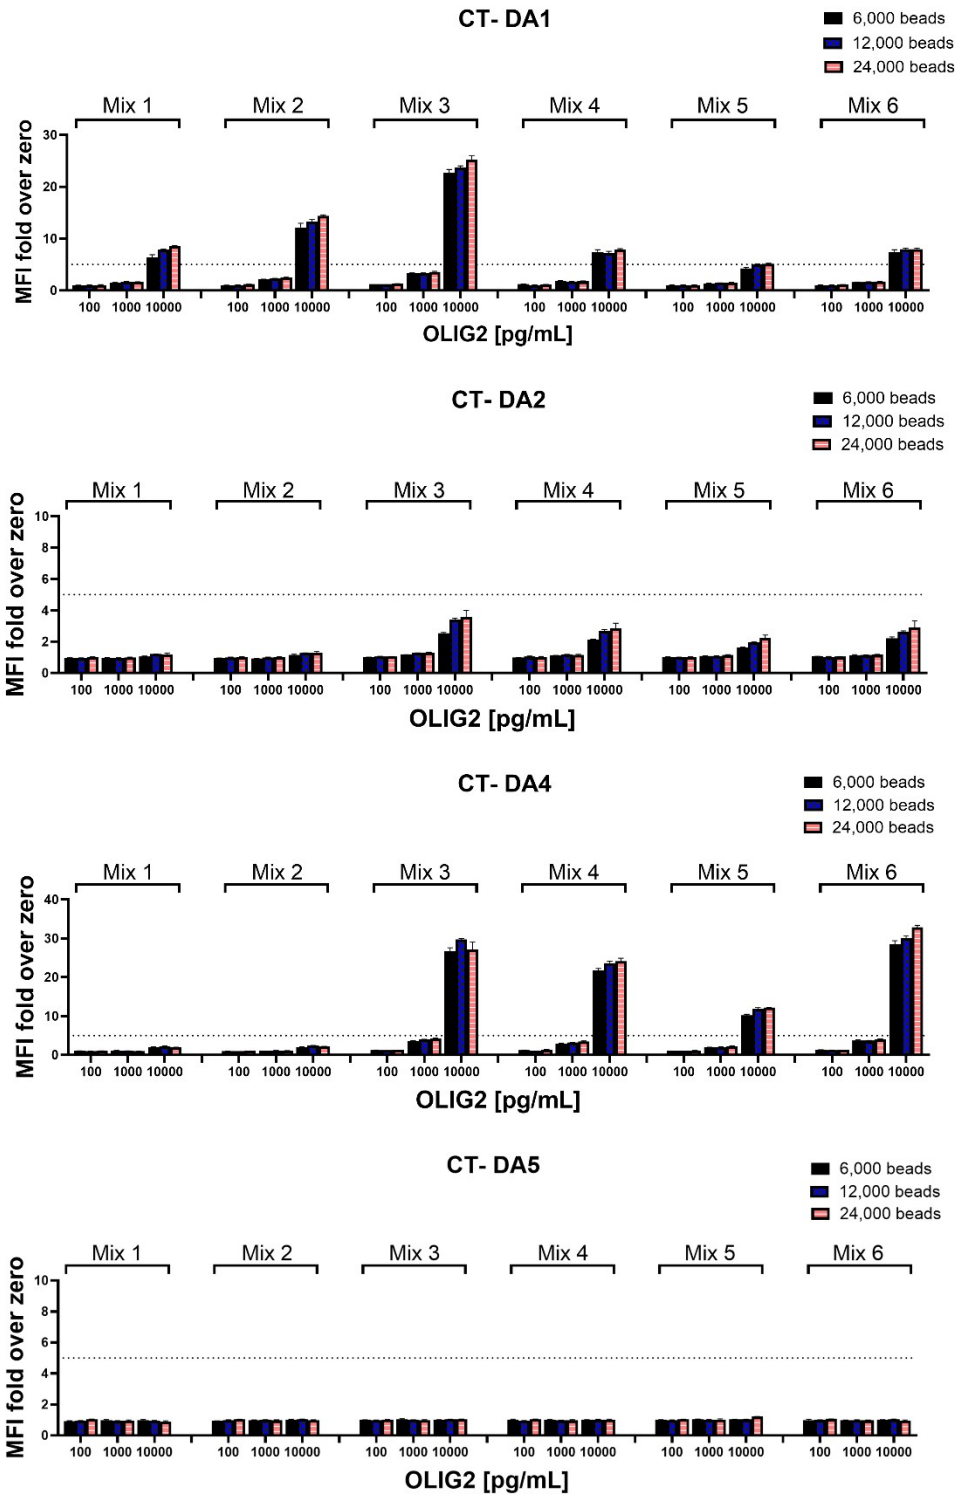 CT- DA1
6,000 beads
12,000 beads
24,000 beads
Mix 1 Mix 2 Mix 3 Mix 4 Mix 5 Mix 6
MFI fold over zero
30
20
10
0
100 1000 10000 100 1000 10000 100 1000 10000 100 1000 10000 100 1000 10000 100 1000 10000
OLIG2 [pg/mL]
CT- DA2
6,000 beads
12,000 beads
24,000 beads
Mix 1 Mix 2 Mix 3 Mix 4 Mix 5 Mix 6
MFI fold over zero
10
8
6
4
2
0
100 1000 10000 100 1000 10000 100 1000 10000 100 1000 10000 100 1000 10000 100 1000 10000
OLIG2 [pg/mL]
CT- DA4
6,000 beads
12,000 beads
24,000 beads
Mix 1 Mix 2 Mix 3 Mix 4 Mix 5 Mix 6
MFI fold over zero
40
30
20
10
0
100 1000 10000 100 1000 10000 100 1000 10000 100 1000 10000 100 1000 10000 100 1000 10000
OLIG2 [pg/mL]
CT- DA5
6,000 beads
12,000 beads
24,000 beads
Mix 1 Mix 2 Mix 3 Mix 4 Mix 5 Mix 6
MFI fold over zero
10
8
6
4
2
0
100 1000 10000 100 1000 10000 100 1000 10000 100 1000 10000 100 1000 10000 100 1000 10000
OLIG2 [pg/mL]